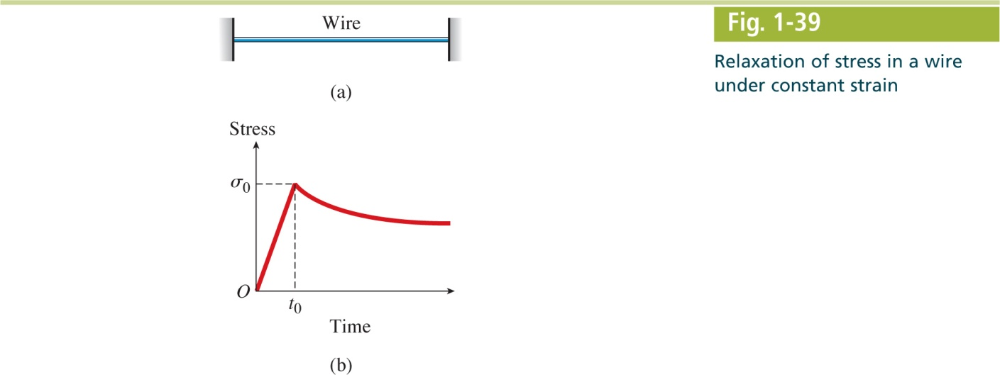 Wire
(a)
Stress
σ₀
O
t₀
Time
(b)
Fig. 1-39
Relaxation of stress in a wire
under constant strain